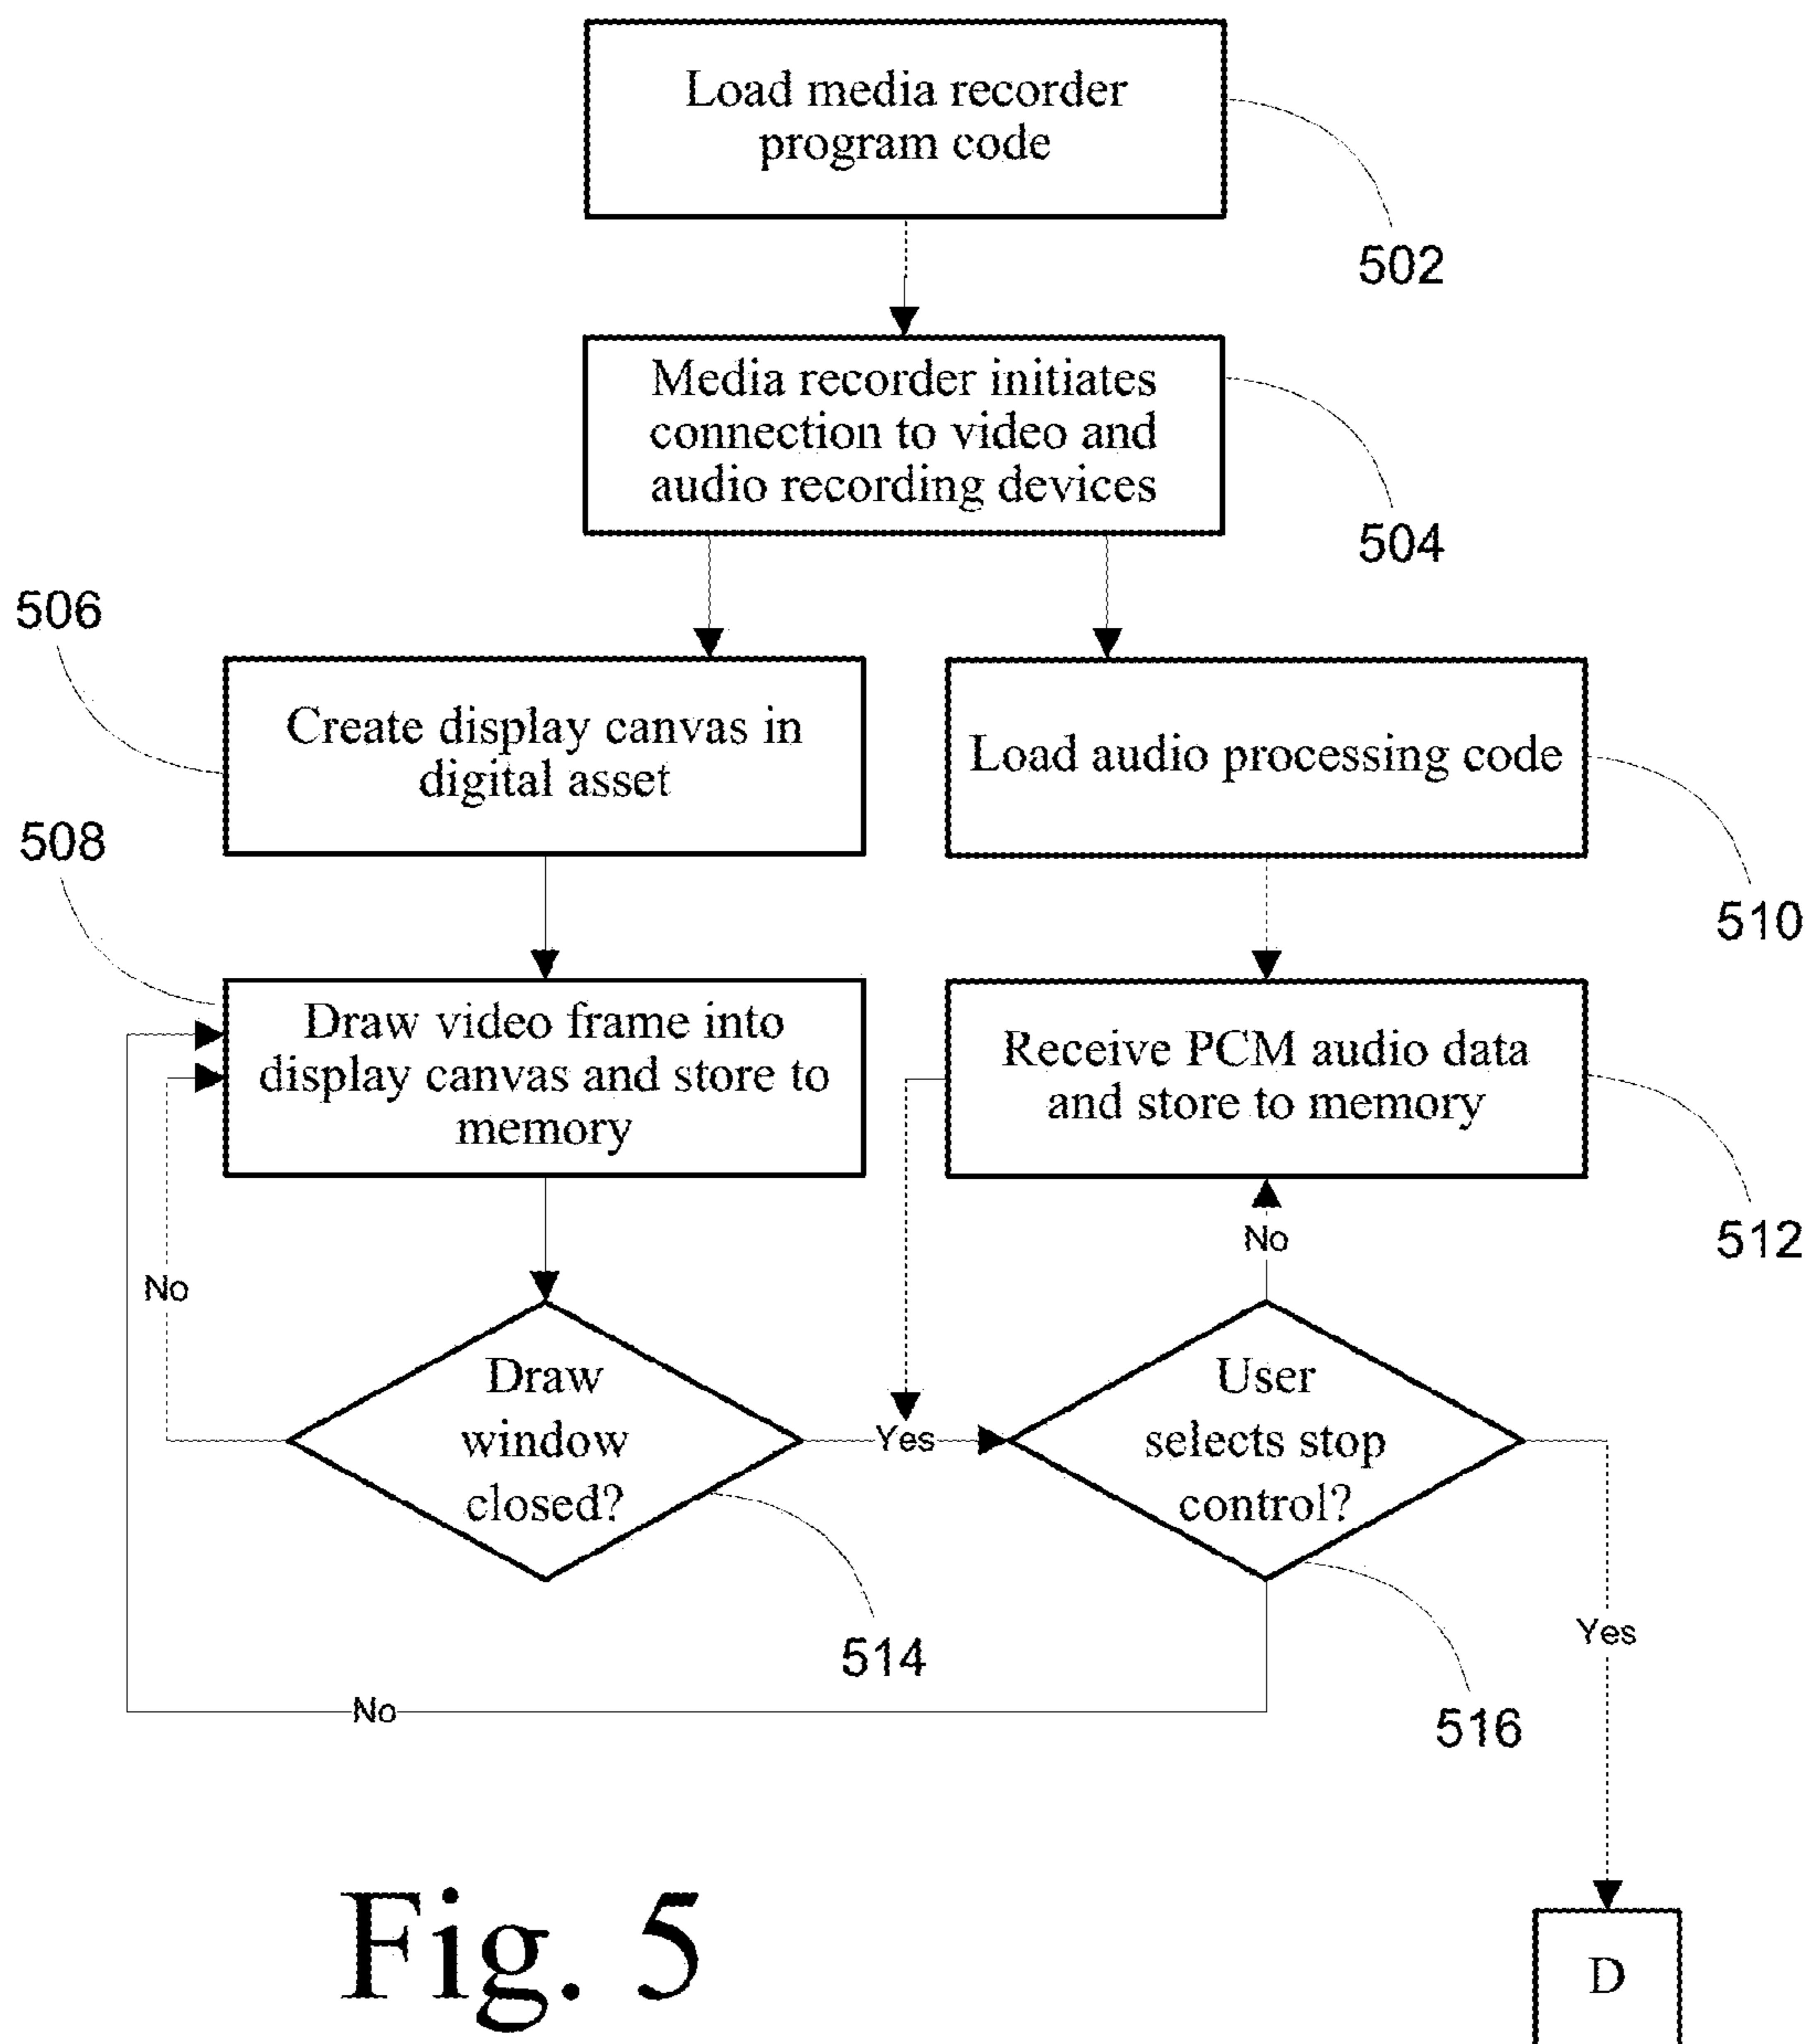 Load media recorder
program code
502
Media recorder initiates
connection to video and
audio recording devices
504
506
Create display canvas in
digital asset
Load audio processing code
508
510
Draw video frame into
display canvas and store to
memory
Receive PCM audio data
and store to memory
512
No
No
Draw
window
closed?
Yes
User
selects stop
control?
514
Yes
No
516
Fig. 5
D